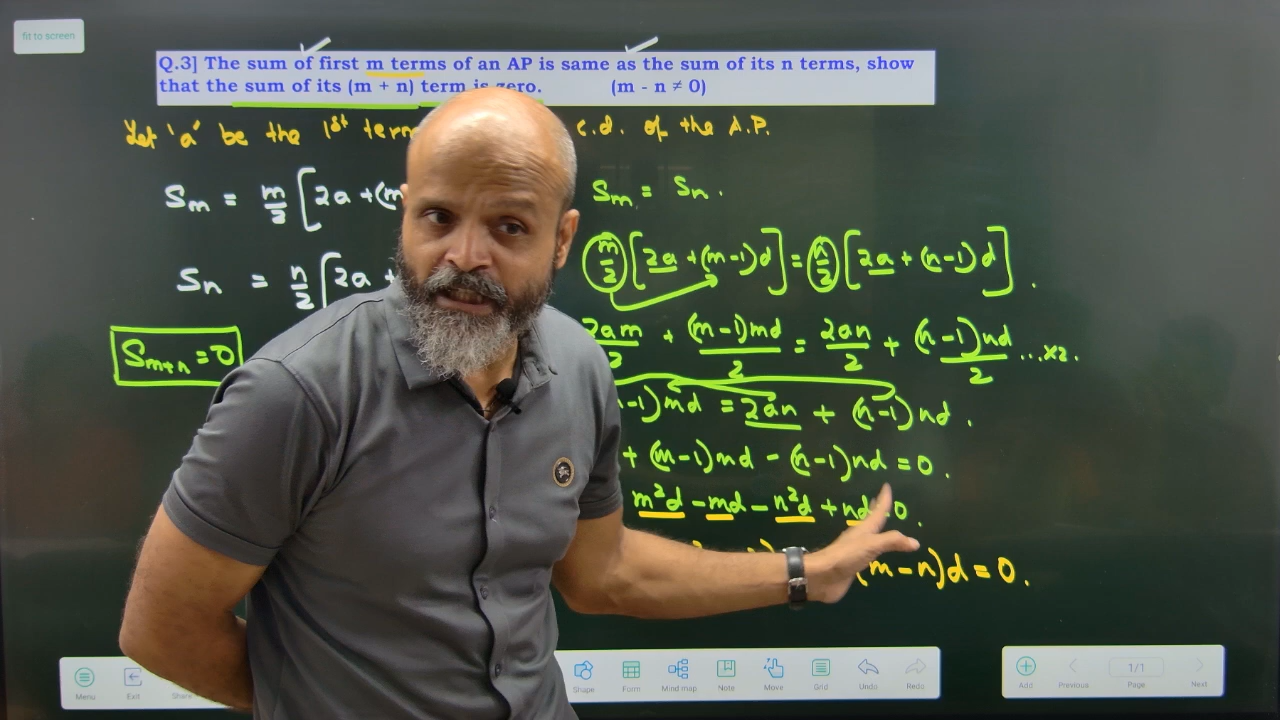 fit to screen
Q.3] The sum of first m terms of an AP is same as the sum of its n terms, show
that the sum of its (m + n) term is zero. (m - n ≠ 0)
Let 'a' be the 1st term c.d. of the A.P.
Sm = m/2 [2a + (m
Sn = n/2 [2a +
Sm+n = 0
Sm = Sn.
m/2 [2a + (m-1)d] = n/2 [2a + (n-1)d].
2am/2 + (m-1)md/2 = 2an/2 + (n-1)nd/2 ...x2.
-1)md = 2an + (n-1)nd.
+ (m-1)md - (n-1)nd = 0.
m²d - md - n²d + nd 0.
(m-n)d = 0.
Menu Exit Share Shape Form Mind map Note Move Grid Undo Redo
Add Previous 1/1 Page Next